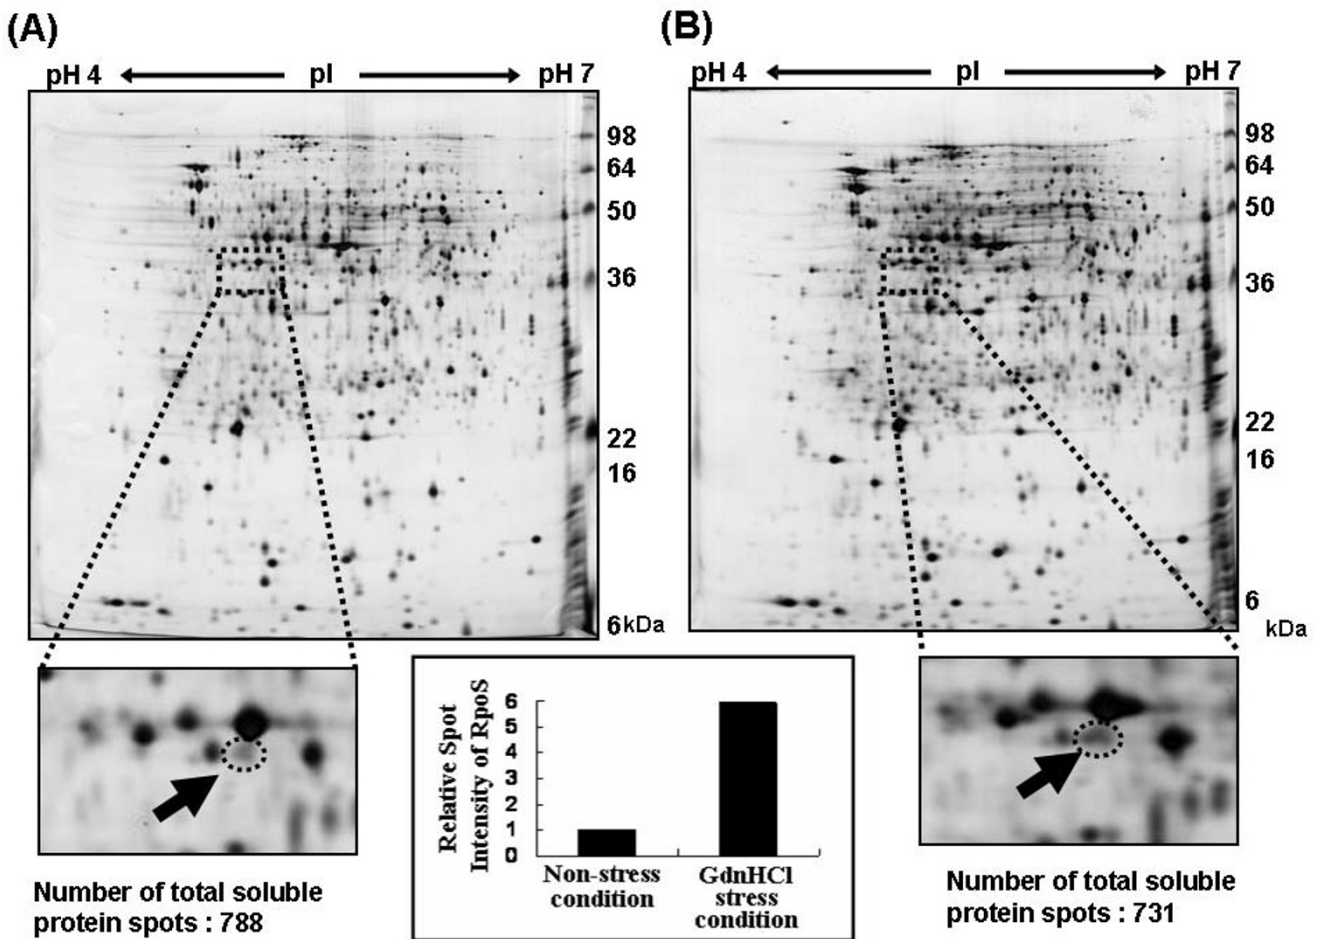 (A)
pH 4
pI
pH 7
98
64
50
36
22
16
6kDa
(B)
pH 4
pI
pH 7
98
64
50
36
22
16
6
kDa
Number of total soluble
protein spots : 788
Relative Spot
Intensity of RpoS
6
5
4
3
2
1
0
Non-stress
condition
GdnHCl
stress
condition
Number of total soluble
protein spots : 731